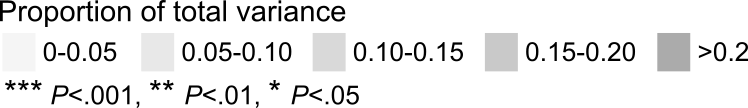 Proportion of total variance
0-0.05 0.05-0.10 0.10-0.15 0.15-0.20 >0.2
*** P<.001, ** P<.01, * P<.05